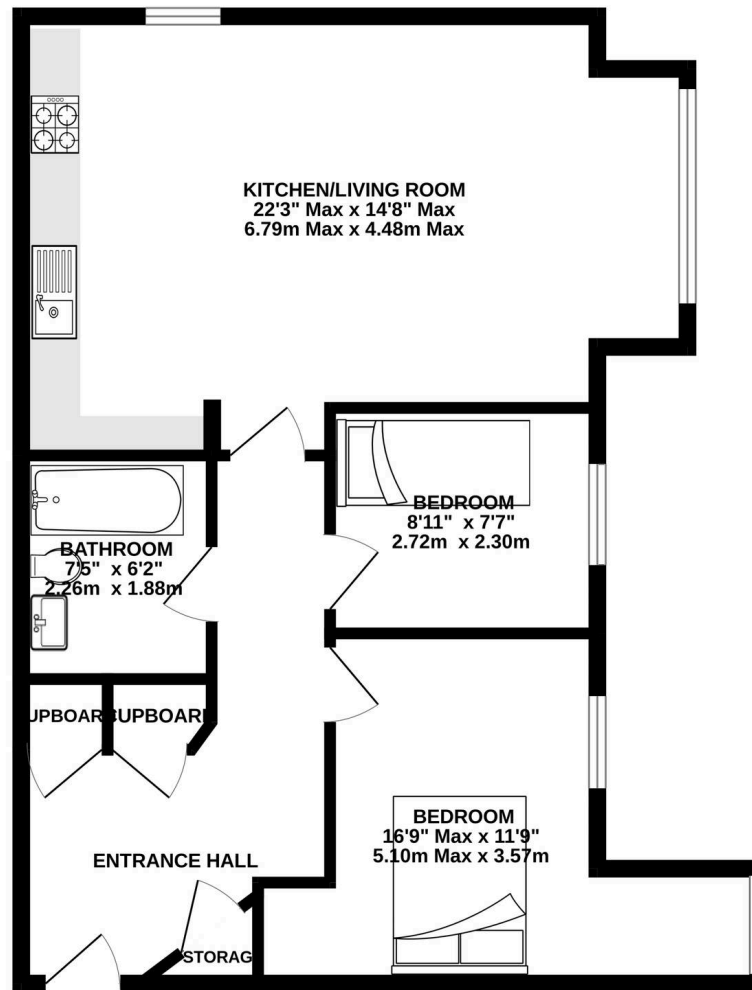 KITCHEN/LIVING ROOM
22'3" Max x 14'8" Max
6.79m Max x 4.48m Max
BEDROOM
8'11" x 7'7"
2.72m x 2.30m
BATHROOM
7'5" x 6'2"
2.26m x 1.88m
UPBOAR CUPBOARD
BEDROOM
16'9" Max x 11'9"
5.10m Max x 3.57m
ENTRANCE HALL
STORAG